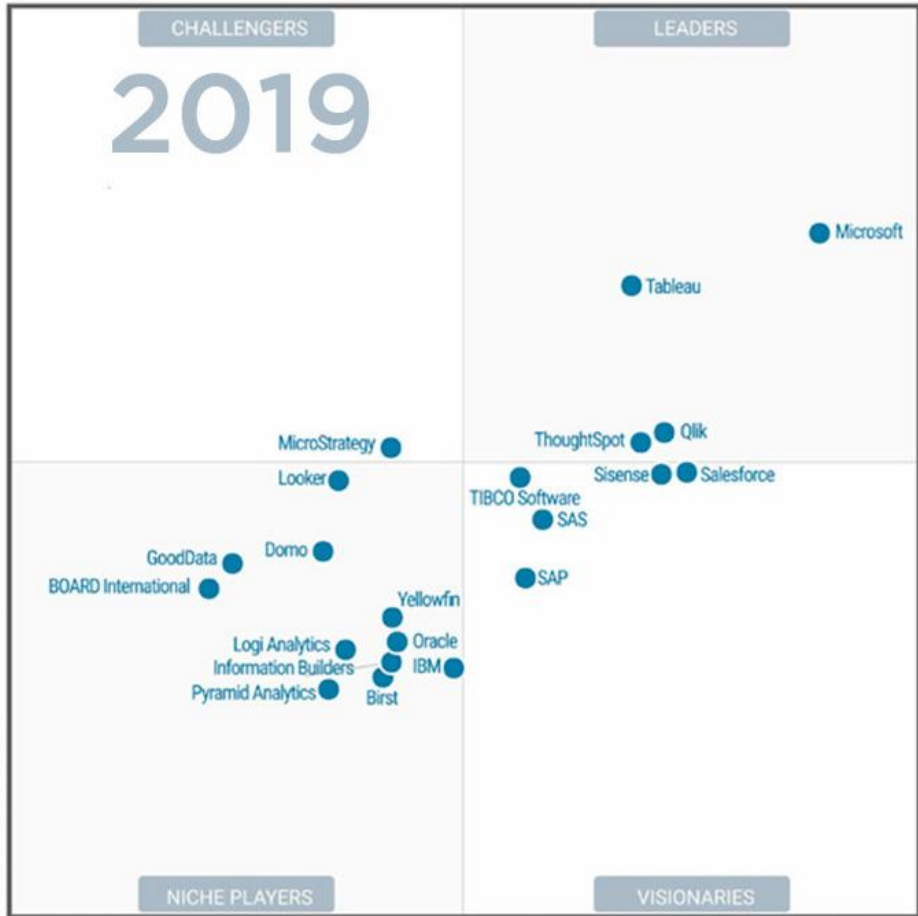 CHALLENGERS
LEADERS
2019
Microsoft
Tableau
MicroStrategy
ThoughtSpot
Qlik
Looker
Sisense
Salesforce
TIBCO Software
SAS
GoodData
Domo
BOARD International
SAP
Yellowfin
Logi Analytics
Oracle
Information Builders
IBM
Pyramid Analytics
Birst
NICHE PLAYERS
VISIONARIES